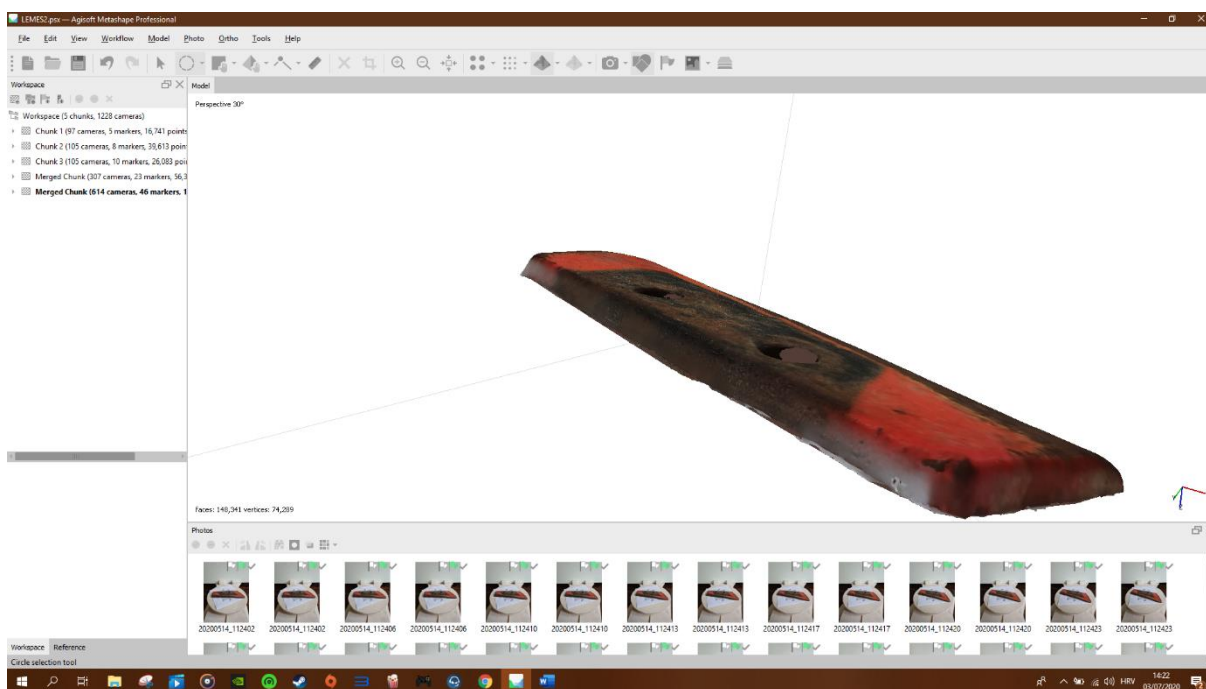 LEMES2.psx — Agisoft Metashape Professional
File Edit View Workflow Model Photo Ortho Tools Help
Workspace
Workspace (5 chunks, 1228 cameras)
Chunk 1 (97 cameras, 5 markers, 16,741 points
Chunk 2 (105 cameras, 8 markers, 39,613 poin
Chunk 3 (105 cameras, 10 markers, 26,083 poi
Merged Chunk (307 cameras, 23 markers, 56,3
Merged Chunk (614 cameras, 46 markers, 1
Model
Perspective 30°
Faces: 148,341 vertices: 74,289
Photos
20200514_112402 20200514_112402 20200514_112406 20200514_112406 20200514_112410 20200514_112410 20200514_112413 20200514_112413 20200514_112417 20200514_112417 20200514_112420 20200514_112420 20200514_112423 20200514_112423
Workspace Reference
Circle selection tool
HRV
14:22
03/07/2020